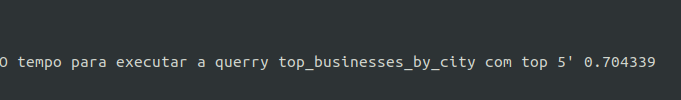 O tempo para executar a querry top_businesses_by_city com top 5' 0.704339